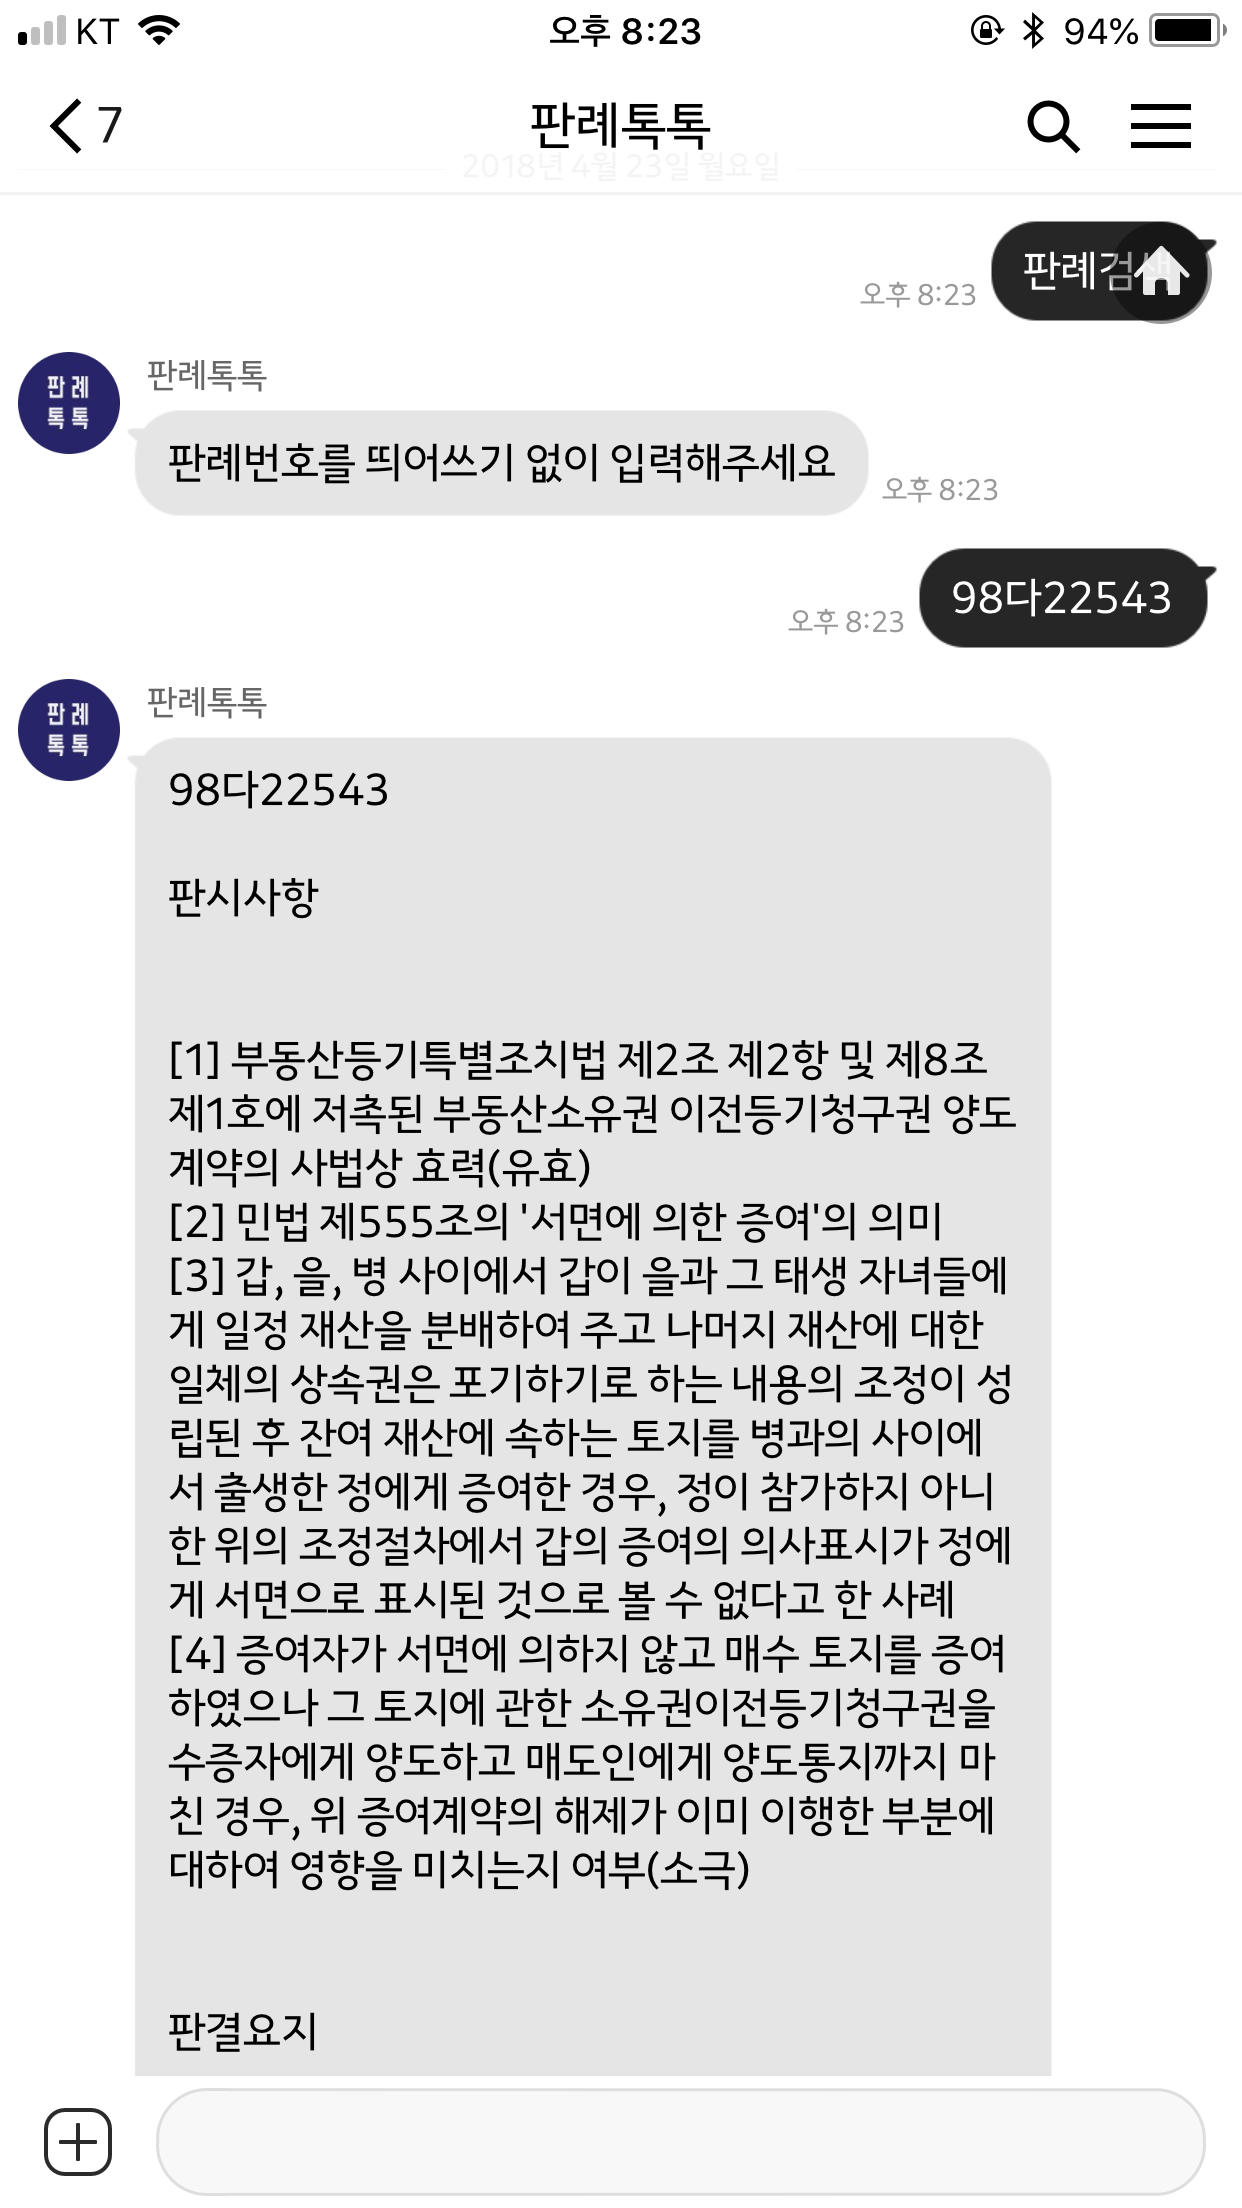 KT 오후 8:23 94%
7 판례톡톡
2018년 4월 23일 월요일
판례검색
오후 8:23
판례톡톡
판례톡톡
판례번호를 띄어쓰기 없이 입력해주세요
오후 8:23
98다22543
오후 8:23
판례톡톡
판례톡톡
98다22543
판시사항
[1] 부동산등기특별조치법 제2조 제2항 및 제8조
제1호에 저촉된 부동산소유권 이전등기청구권 양도
계약의 사법상 효력(유효)
[2] 민법 제555조의 '서면에 의한 증여'의 의미
[3] 갑, 을, 병 사이에서 갑이 을과 그 태생 자녀들에
게 일정 재산을 분배하여 주고 나머지 재산에 대한
일체의 상속권은 포기하기로 하는 내용의 조정이 성
립된 후 잔여 재산에 속하는 토지를 병과의 사이에
서 출생한 정에게 증여한 경우, 정이 참가하지 아니
한 위의 조정절차에서 갑의 증여의 의사표시가 정에
게 서면으로 표시된 것으로 볼 수 없다고 한 사례
[4] 증여자가 서면에 의하지 않고 매수 토지를 증여
하였으나 그 토지에 관한 소유권이전등기청구권을
수증자에게 양도하고 매도인에게 양도통지까지 마
친 경우, 위 증여계약의 해제가 이미 이행한 부분에
대하여 영향을 미치는지 여부(소극)
판결요지